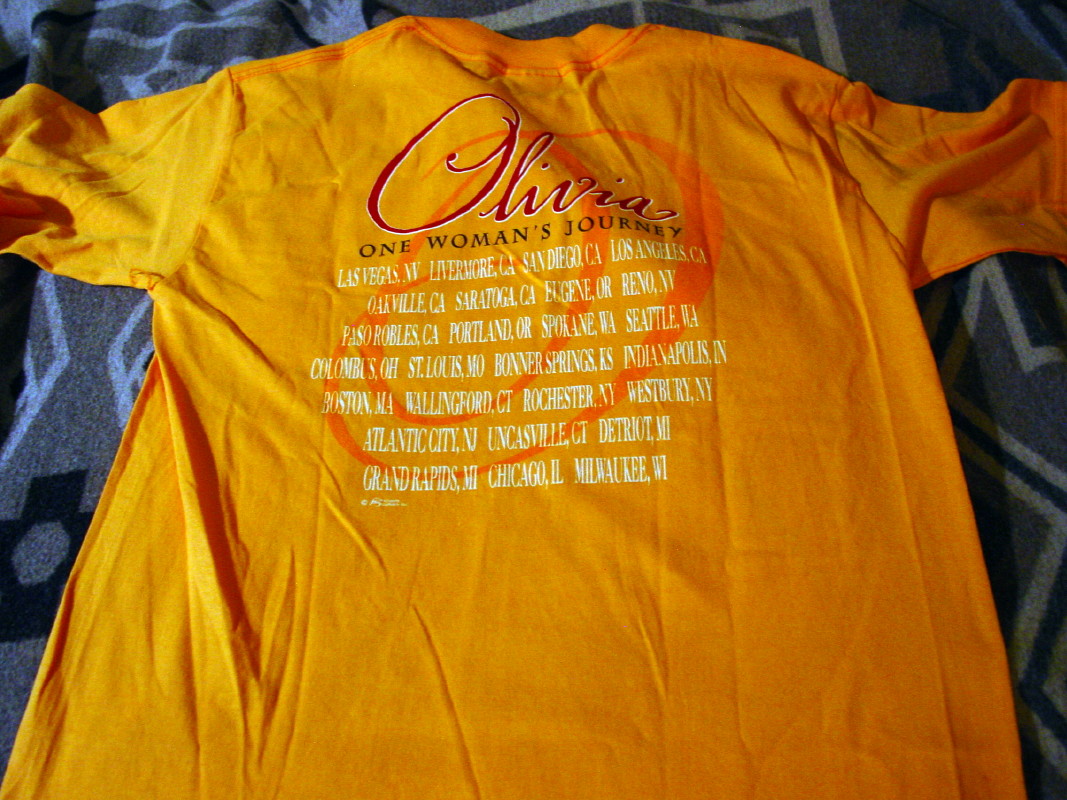 Olivia
ONE WOMAN'S JOURNEY
LAS VEGAS, NV LIVERMORE, CA SAN DIEGO, CA LOS ANGELES, CA
OAKVILLE, CA SARATOGA, CA EUGENE, OR RENO, NV
PASO ROBLES, CA PORTLAND, OR SPOKANE, WA SEATTLE, WA
COLOMBUS, OH ST. LOUIS, MO BONNER SPRINGS, KS INDIANAPOLIS, IN
BOSTON, MA WALLINGFORD, CT ROCHESTER, NY WESTBURY, NY
ATLANTIC CITY, NJ UNCASVILLE, CT DETRIOT, MI
GRAND RAPIDS, MI CHICAGO, IL MILWAUKEE, WI
©